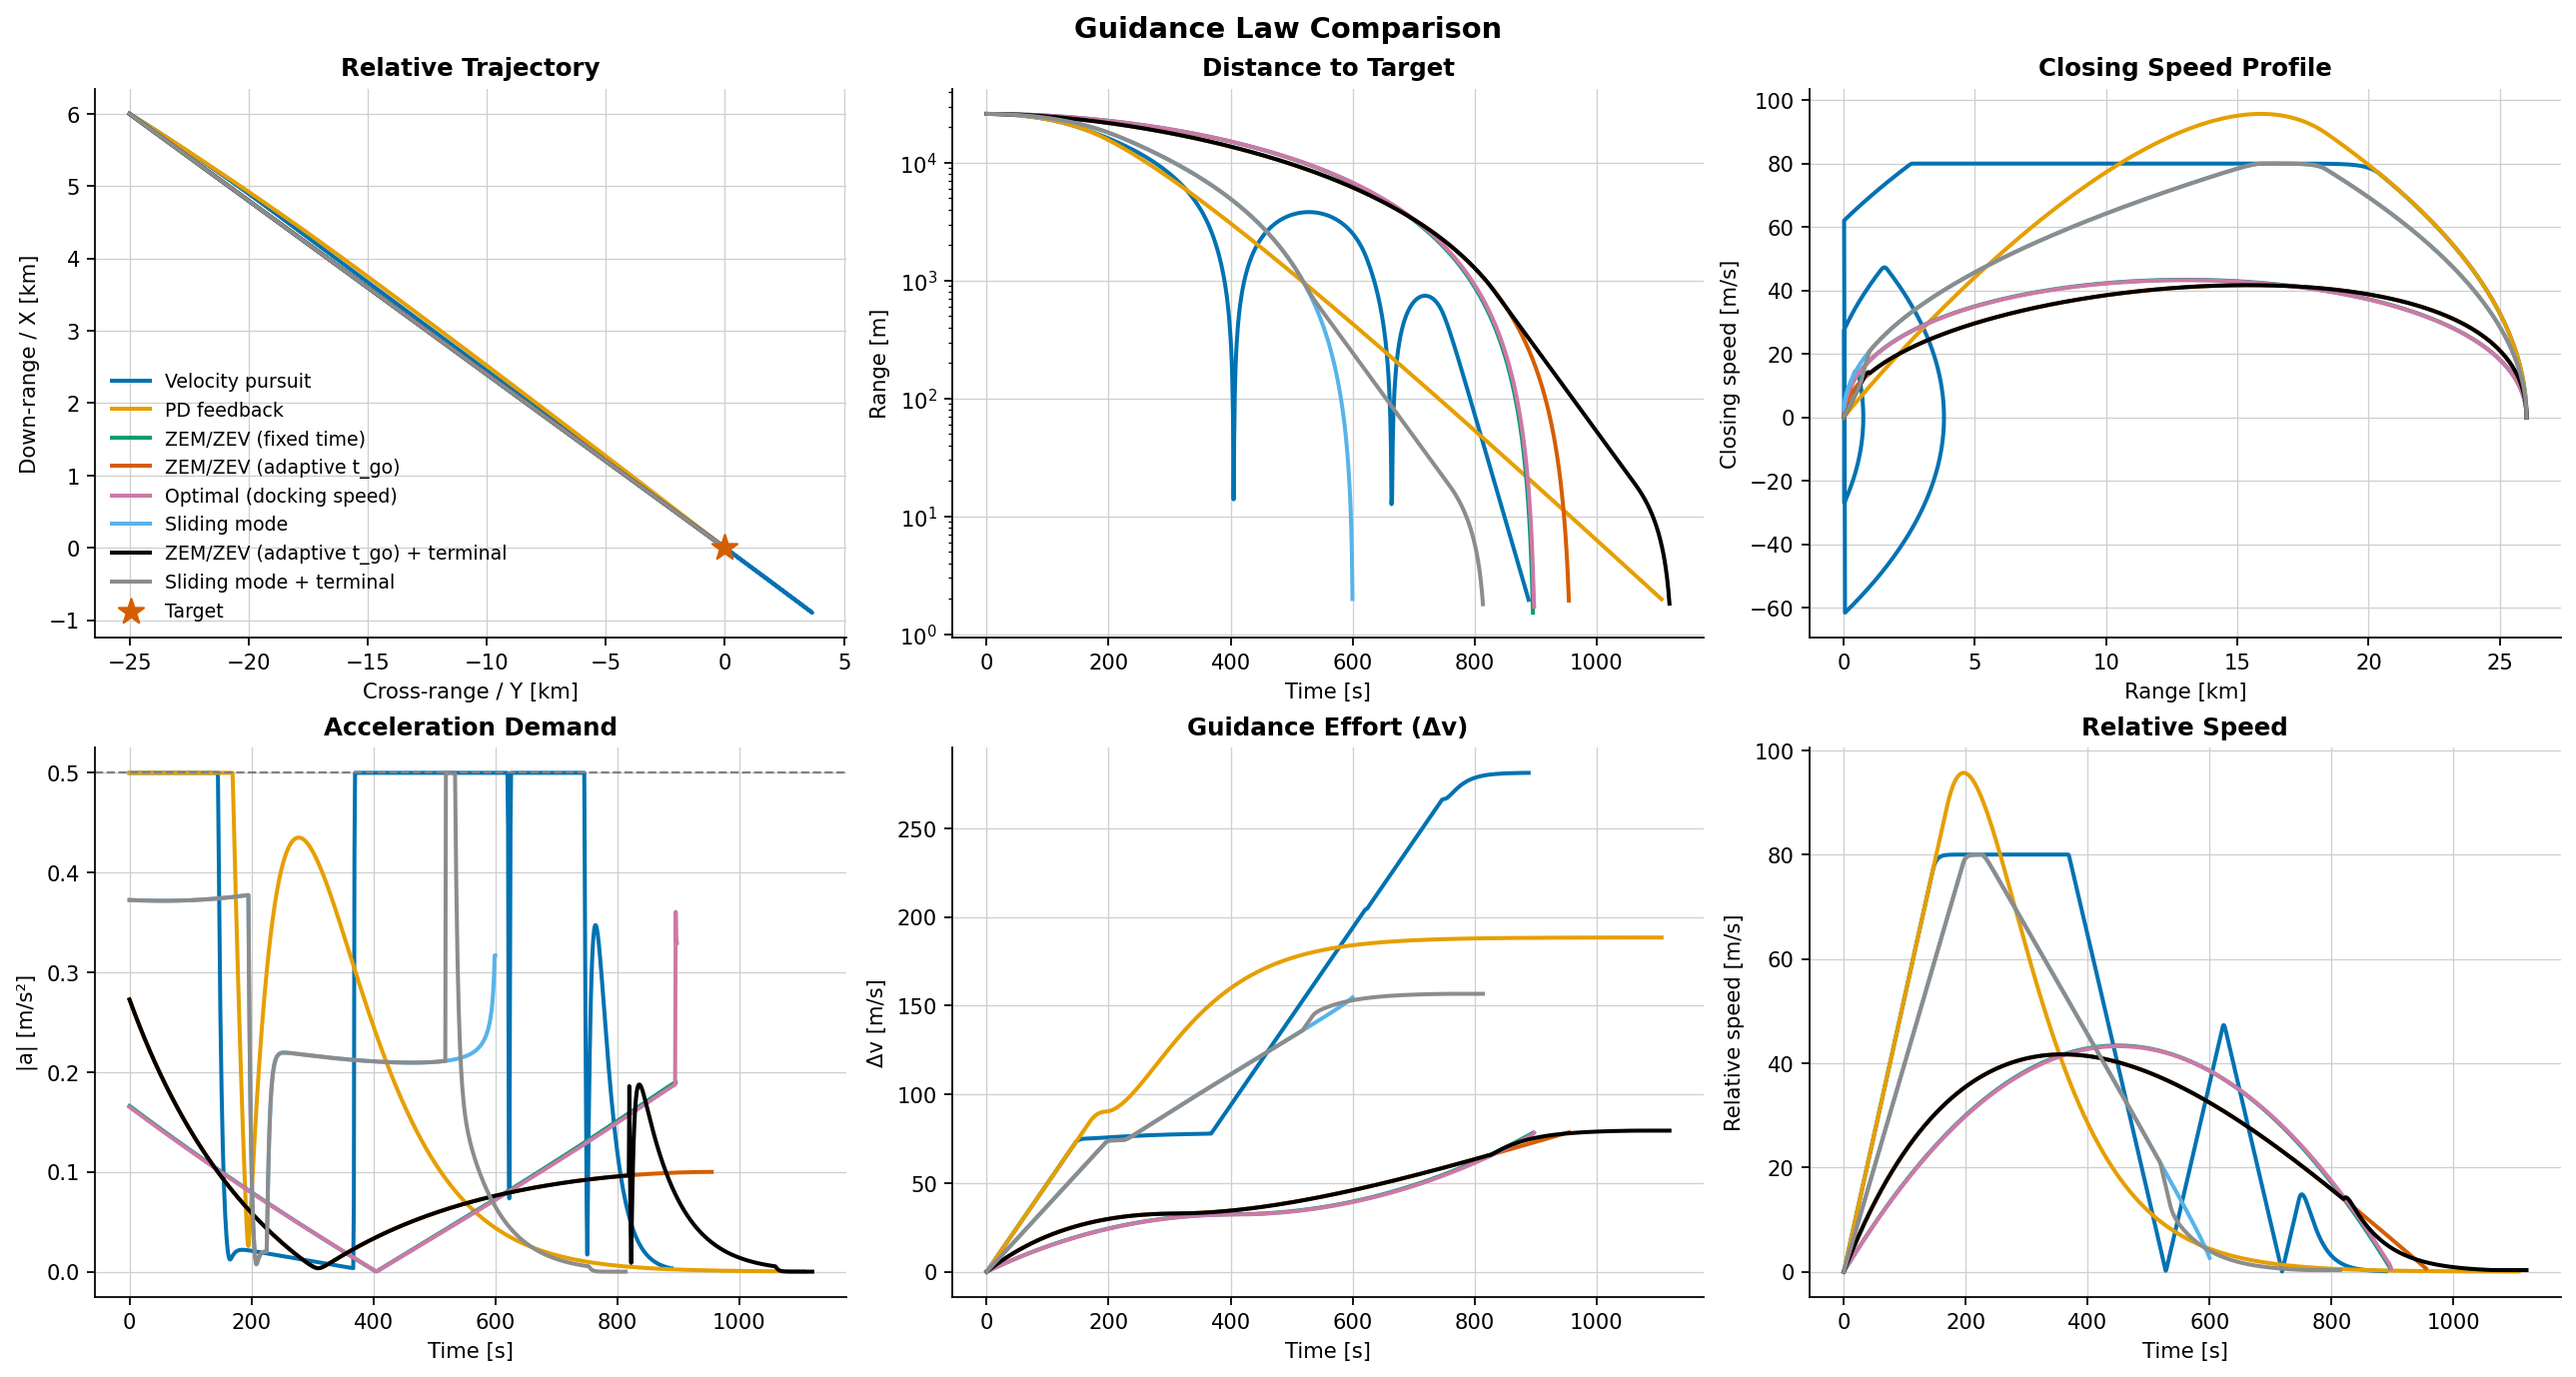 Guidance Law Comparison
Relative Trajectory
6
5
4
3
2
1
0
−1
Down-range / X [km]
Velocity pursuit
PD feedback
ZEM/ZEV (fixed time)
ZEM/ZEV (adaptive t_go)
Optimal (docking speed)
Sliding mode
ZEM/ZEV (adaptive t_go) + terminal
Sliding mode + terminal
Target
−25 −20 −15 −10 −5 0 5
Cross-range / Y [km]
Distance to Target
10⁴
10³
10²
10¹
10⁰
Range [m]
0 200 400 600 800 1000
Time [s]
Closing Speed Profile
100
80
60
40
20
0
−20
−40
−60
Closing speed [m/s]
0 5 10 15 20 25
Range [km]
Acceleration Demand
0.5
0.4
0.3
0.2
0.1
0.0
|a| [m/s²]
0 200 400 600 800 1000
Time [s]
Guidance Effort (Δv)
250
200
150
100
50
0
Δv [m/s]
0 200 400 600 800 1000
Time [s]
Relative Speed
100
80
60
40
20
0
Relative speed [m/s]
0 200 400 600 800 1000
Time [s]